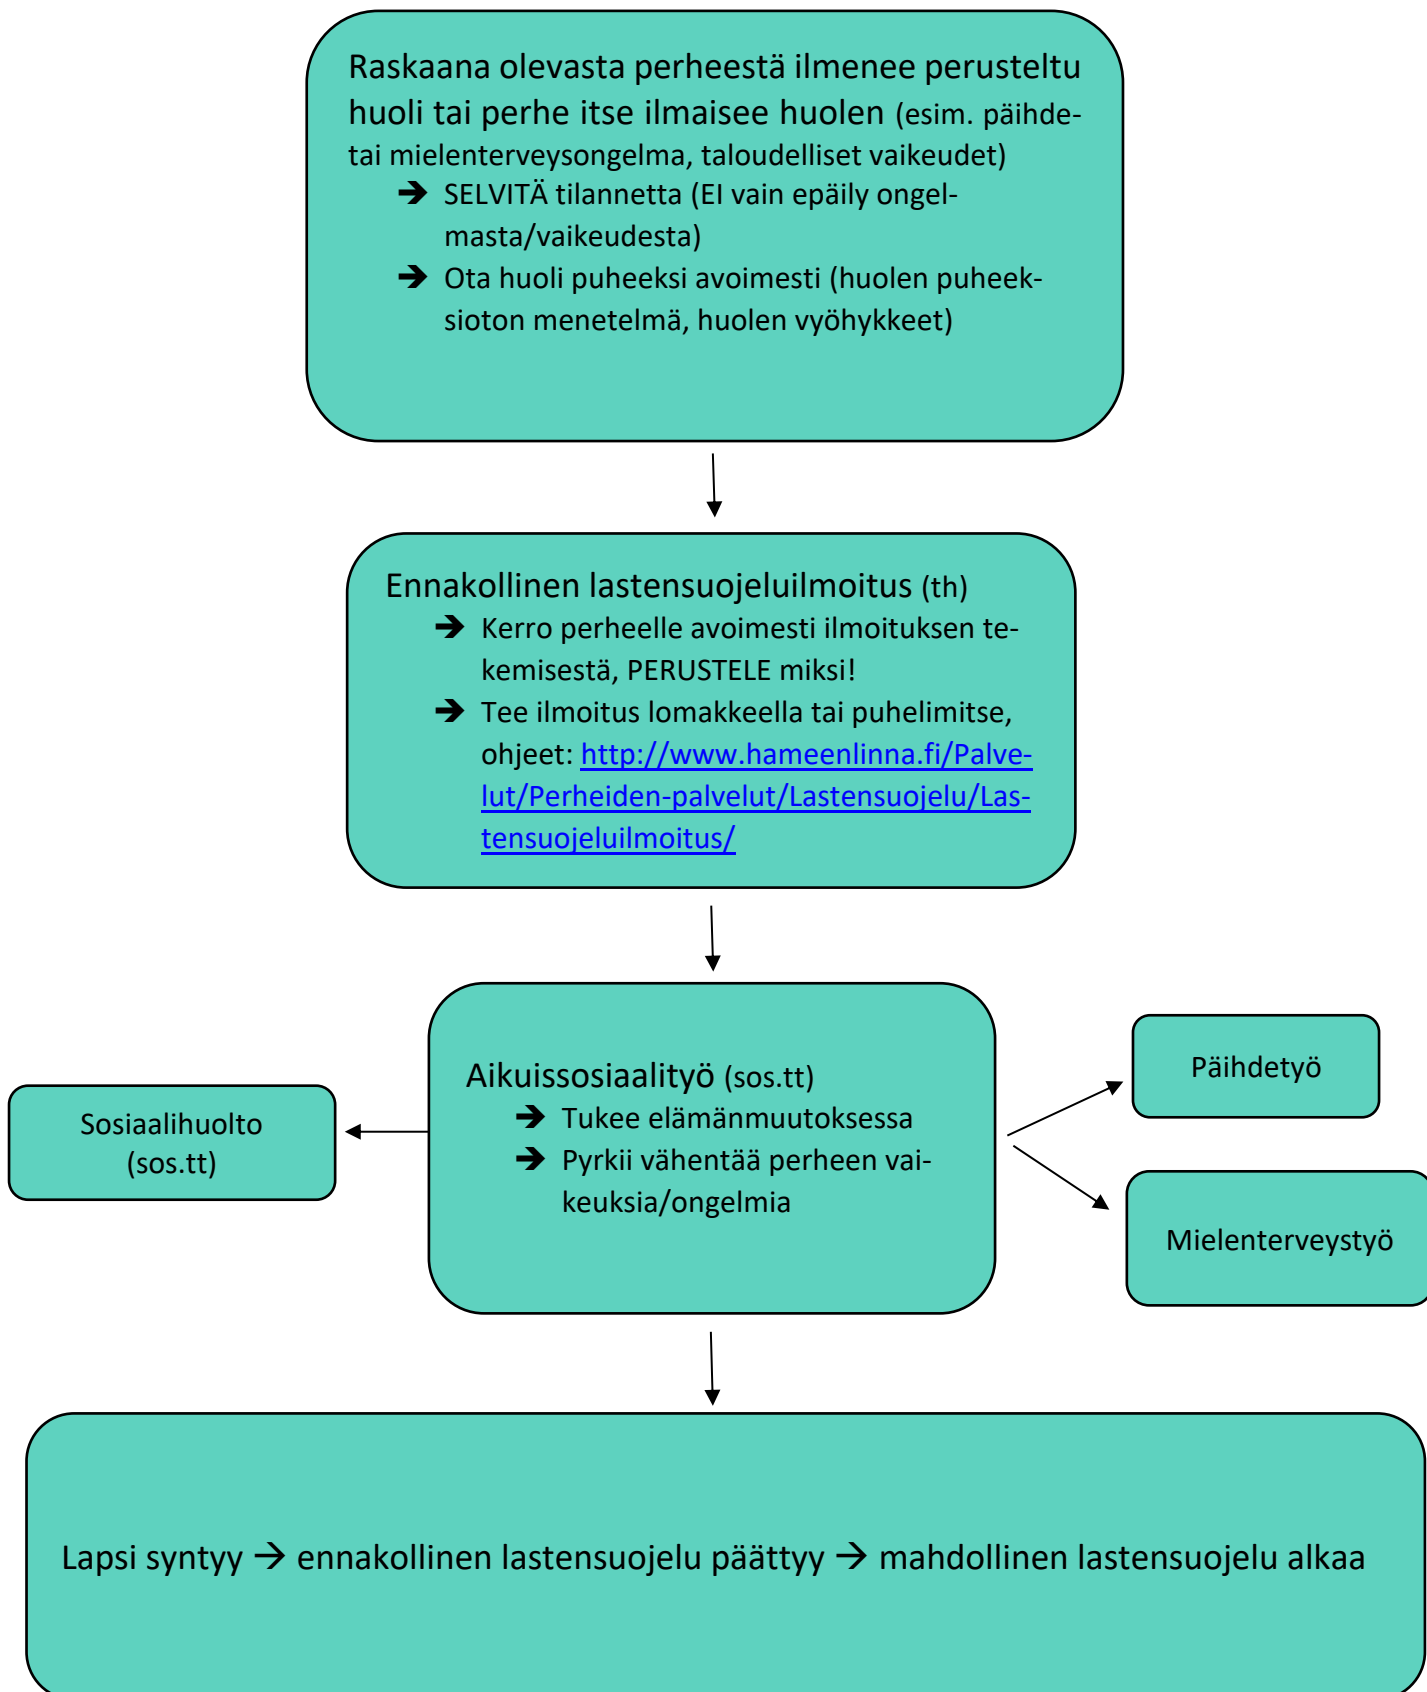 Raskaana olevasta perheestä ilmenee perusteltu
huoli tai perhe itse ilmaisee huolen (esim. päihde-
tai mielenterveysongelma, taloudelliset vaikeudet)
➔ SELVITÄ tilannetta (EI vain epäily ongel-
masta/vaikeudesta)
➔ Ota huoli puheeksi avoimesti (huolen puheek-
sioton menetelmä, huolen vyöhykkeet)
Ennakollinen lastensuojeluilmoitus (th)
➔ Kerro perheelle avoimesti ilmoituksen te-
kemisestä, PERUSTELE miksi!
➔ Tee ilmoitus lomakkeella tai puhelimitse,
ohjeet: http://www.hameenlinna.fi/Palve-
lut/Perheiden-palvelut/Lastensuojelu/Las-
tensuojeluilmoitus/
Aikuissosiaalityö (sos.tt)
➔ Tukee elämänmuutoksessa
➔ Pyrkii vähentää perheen vai-
keuksia/ongelmia
Sosiaalihuolto
(sos.tt)
Päihdetyö
Mielenterveystyö
Lapsi syntyy → ennakollinen lastensuojelu päättyy → mahdollinen lastensuojelu alkaa